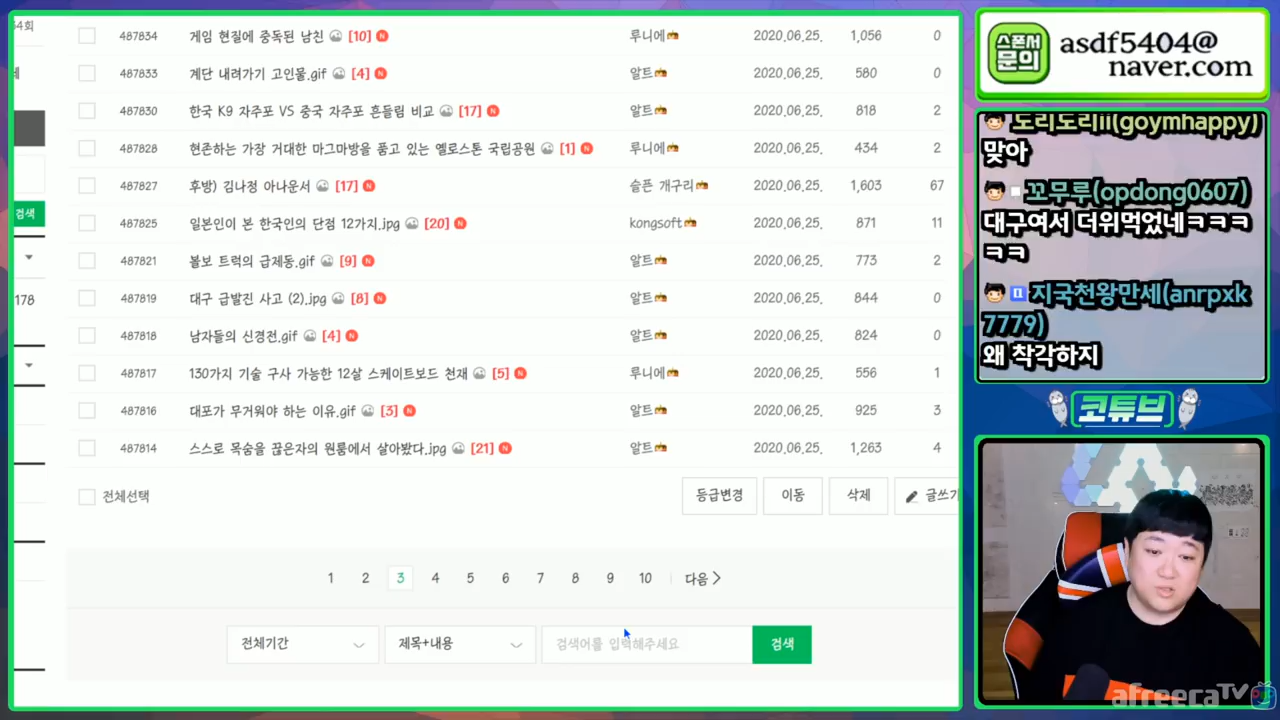 4회
487834 게임 현질에 중독된 남친 [10] N 루니에 2020.06.25. 1,056 0
487833 계단 내려가기 고인물.gif [4] N 알트 2020.06.25. 580 0
487830 한국 K9 자주포 VS 중국 자주포 흔들림 비교 [17] N 알트 2020.06.25. 818 2
487828 현존하는 가장 거대한 마그마방을 품고 있는 옐로스톤 국립공원 [1] N 루니에 2020.06.25. 434 2
487827 후방) 김나정 아나운서 [17] N 슬픈 개구리 2020.06.25. 1,603 67
검색
487825 일본인이 본 한국인의 단점 12가지.jpg [20] N kongsoft 2020.06.25. 871 11
487821 볼보 트럭의 급제동.gif [9] N 알트 2020.06.25. 773 2
178
487819 대구 급발진 사고 (2).jpg [8] N 알트 2020.06.25. 844 0
487818 남자들의 신경전.gif [4] N 알트 2020.06.25. 824 0
487817 130가지 기술 구사 가능한 12살 스케이트보드 천재 [5] N 루니에 2020.06.25. 556 1
487816 대포가 무거워야 하는 이유.gif [3] N 알트 2020.06.25. 925 3
487814 스스로 목숨을 끊은자의 원룸에서 살아봤다.jpg [21] N 알트 2020.06.25. 1,263 4
전체선택 등급변경 이동 삭제 글쓰기
1 2 3 4 5 6 7 8 9 10 다음
전체기간 제목+내용 검색어를 입력해주세요 검색
스폰서
문의
asdf5404@
naver.com
도리도리ii(goymhappy)
맞아
꼬무루(opdong0607)
대구여서 더위먹었네ㅋㅋㅋ
ㅋㅋ
지국천왕만세(anrpxk
7779)
왜 착각하지
코튜브
afreecaTV